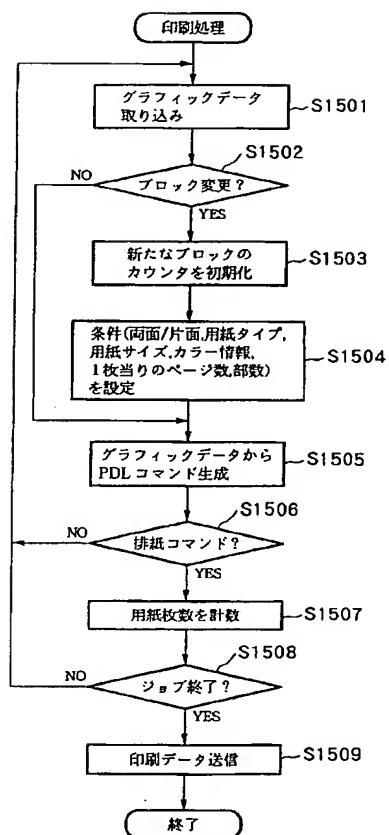 印刷処理
グラフィックデータ
取り込み
S1501
S1502
NO
ブロック変更?
YES
新たなブロックの
カウンタを初期化
S1503
条件(両面/片面,用紙タイプ,
用紙サイズ,カラー情報,
1枚当りのページ数,部数)
を設定
S1504
グラフィックデータから
PDLコマンド生成
S1505
S1506
NO
排紙コマンド?
YES
用紙枚数を計数
S1507
S1508
NO
ジョブ終了?
YES
印刷データ送信
S1509
終了